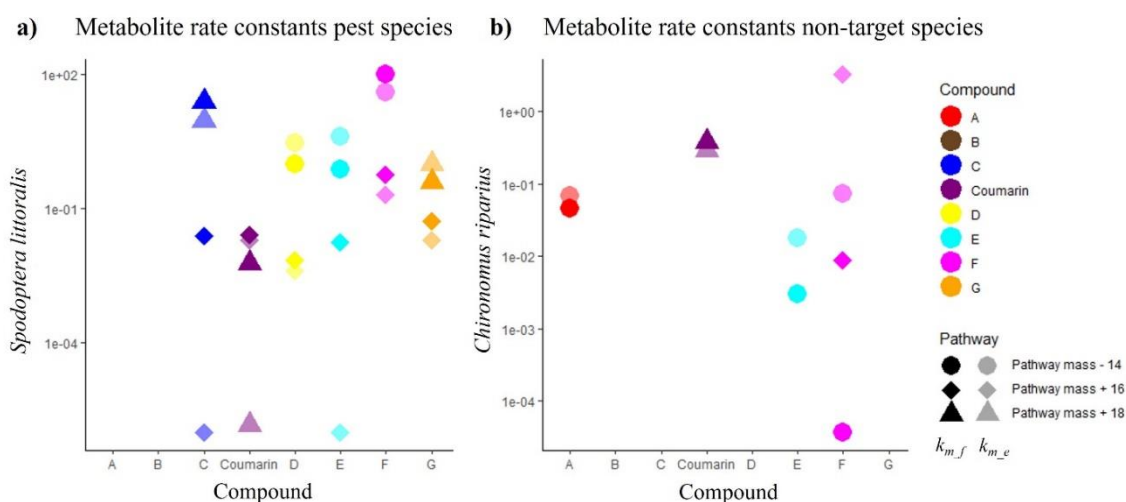 a) Metabolite rate constants pest species
b) Metabolite rate constants non-target species
Spodoptera littoralis
1e+02
1e-01
1e-04
A B C Coumarin D E F G
Compound
Chironomus riparius
1e+00
1e-01
1e-02
1e-03
1e-04
A B C Coumarin D E F G
Compound
Compound
A
B
C
Coumarin
D
E
F
G
Pathway
Pathway mass - 14
Pathway mass + 16
Pathway mass + 18
k_m_f k_m_e